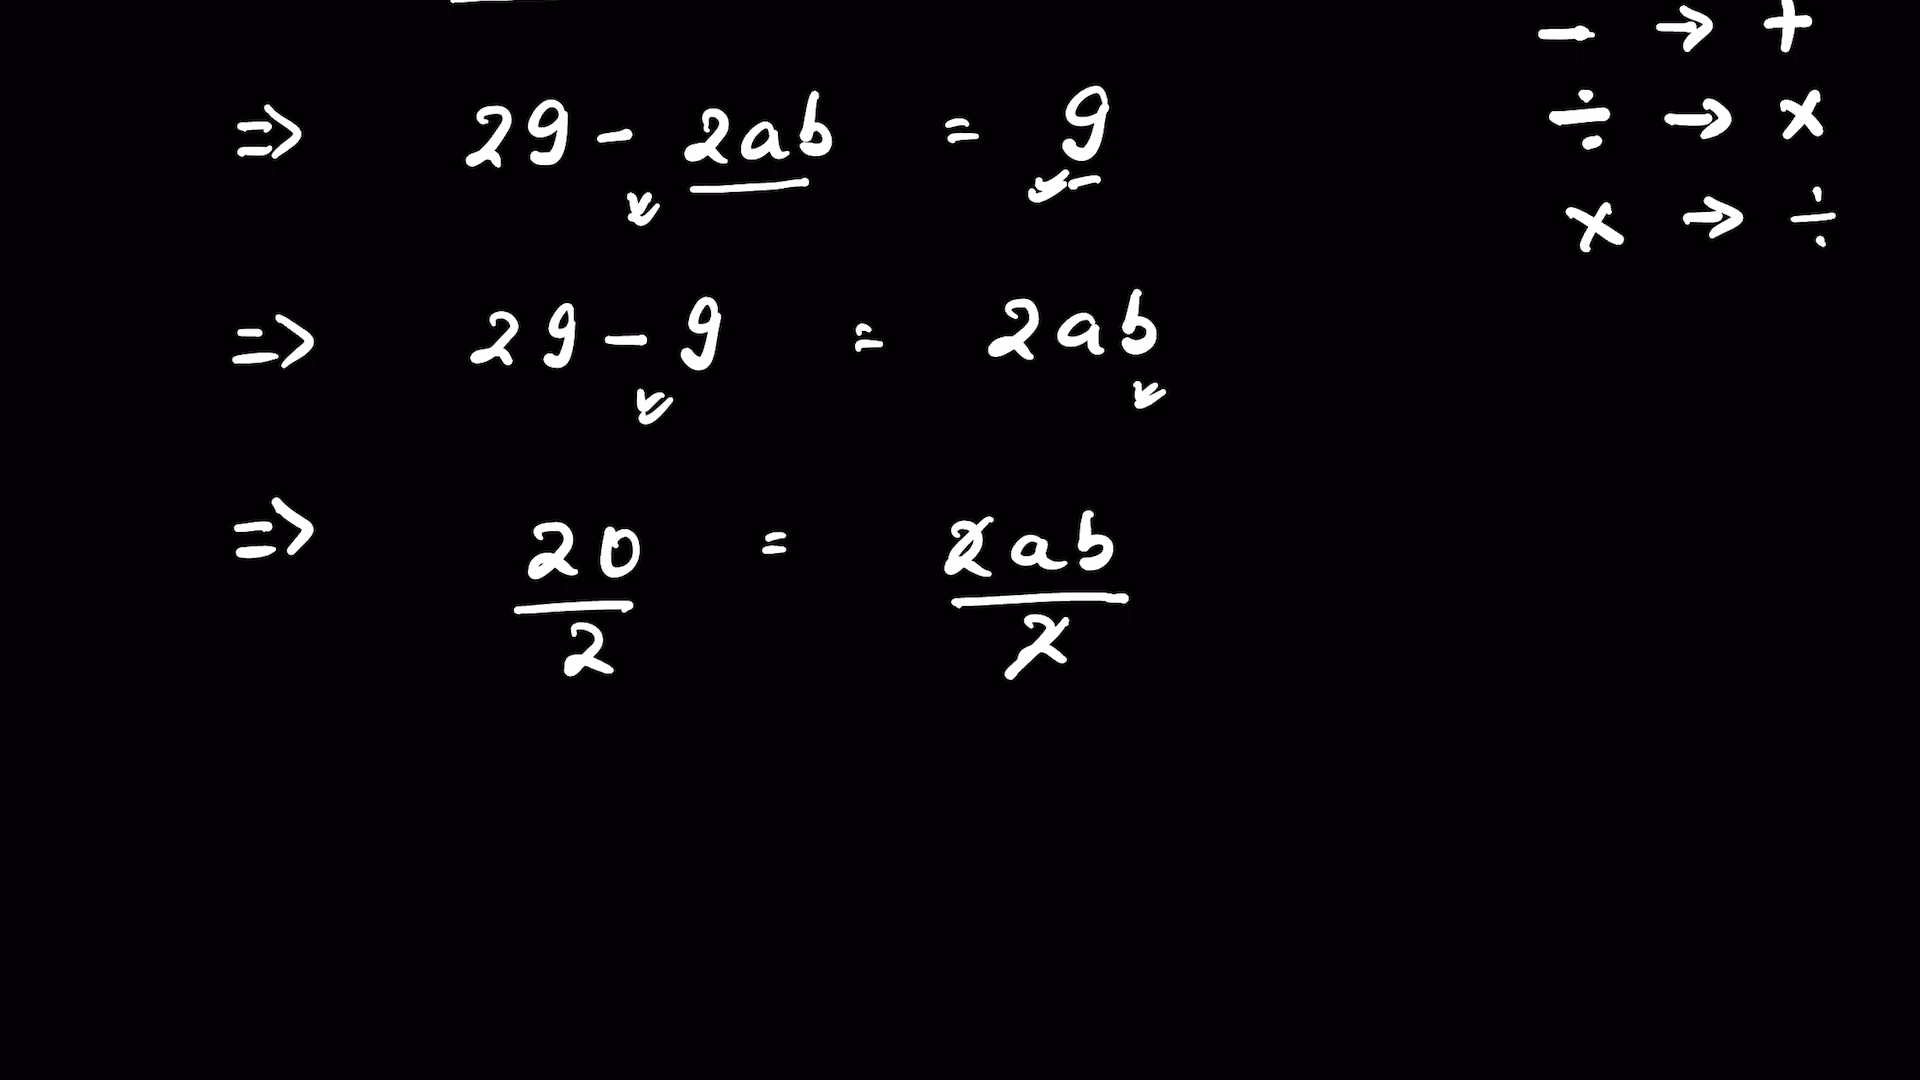 − → +
⇒ 29 - 2ab = 9
÷ → ×
× → ÷
⇒ 29 - 9 = 2ab
⇒ 20/2 = 2ab/2